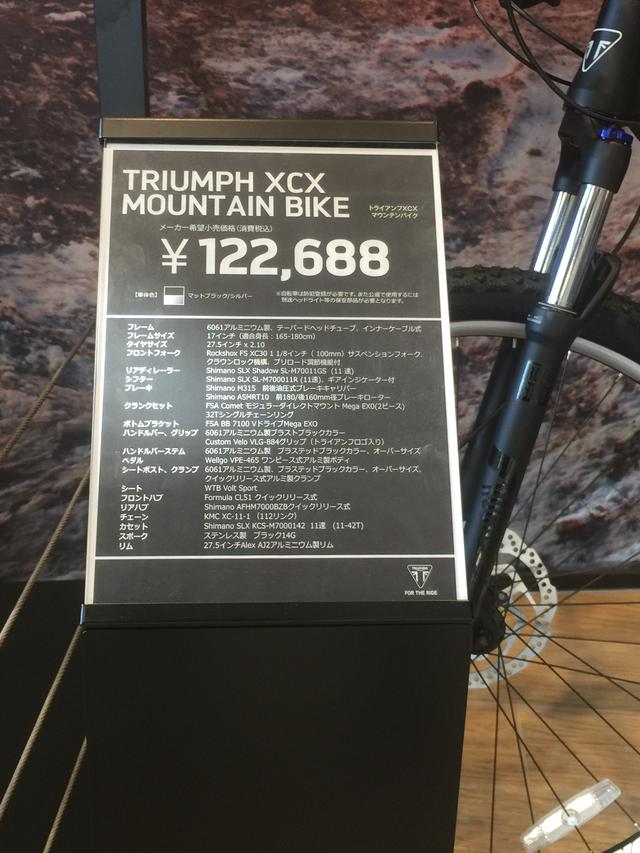 TRIUMPH XCX
MOUNTAIN BIKE
トライアンフXCX
マウンテンバイク
メーカー希望小売価格(消費税込)
¥122,688
【車体色】 マットブラック/シルバー
※自転車は防犯登録が必要です。また公道で使用するには
別途ヘッドライト等の保安部品が必要となります。
フレーム 6061アルミニウム製、テーパードヘッドチューブ、インナーケーブル式
フレームサイズ 17インチ(適合身長:165-180cm)
タイヤサイズ 27.5インチ x 2.10
フロントフォーク Rockshox FS XC30 1 1/8インチ( 100mm) サスペンションフォーク、
クラウンロック機構、プリロード調節機能付
リアディレーラー Shimano SLX Shadow SL-M70011GS (11 速)
シフター Shimano SLX SL-M700011R (11速)、ギアインジケーター付
ブレーキ Shimano M315 前後油圧式ブレーキキャリパー
Shimano ASMRT10 前180/後160mm径ブレーキローター
クランクセット FSA Comet モジュラーダイレクトマウント Mega EXO(2ピース)
32Tシングルチェーンリング
ボトムブラケット FSA BB 7100 VドライブMega EXO
ハンドルバー、グリップ 6061アルミニウム製ブラストブラックカラー
Custom Velo VLG-884グリップ (トライアンフロゴ入り)
ハンドルバーステム 6061アルミニウム製 ブラステッドブラックカラー、オーバーサイズ
ペダル Wellgo VPE-465 ワンピース式アルミ製ボディ
シートポスト、クランプ 6061アルミニウム製、ブラステッドブラックカラー、オーバーサイズ、
クイックリリース式アルミ製クランプ
シート WTB Volt Sport
フロントハブ Formula CL51 クイックリリース式
リアハブ Shimano AFHM7000BZBクイックリリース式
チェーン KMC XC-11-1 (112リンク)
カセット Shimano SLX KCS-M7000142 11速 (11-42T)
スポーク ステンレス製 ブラック14G
リム 27.5インチAlex AJ2アルミニウム製リム
TRIUMPH
FOR THE RIDE